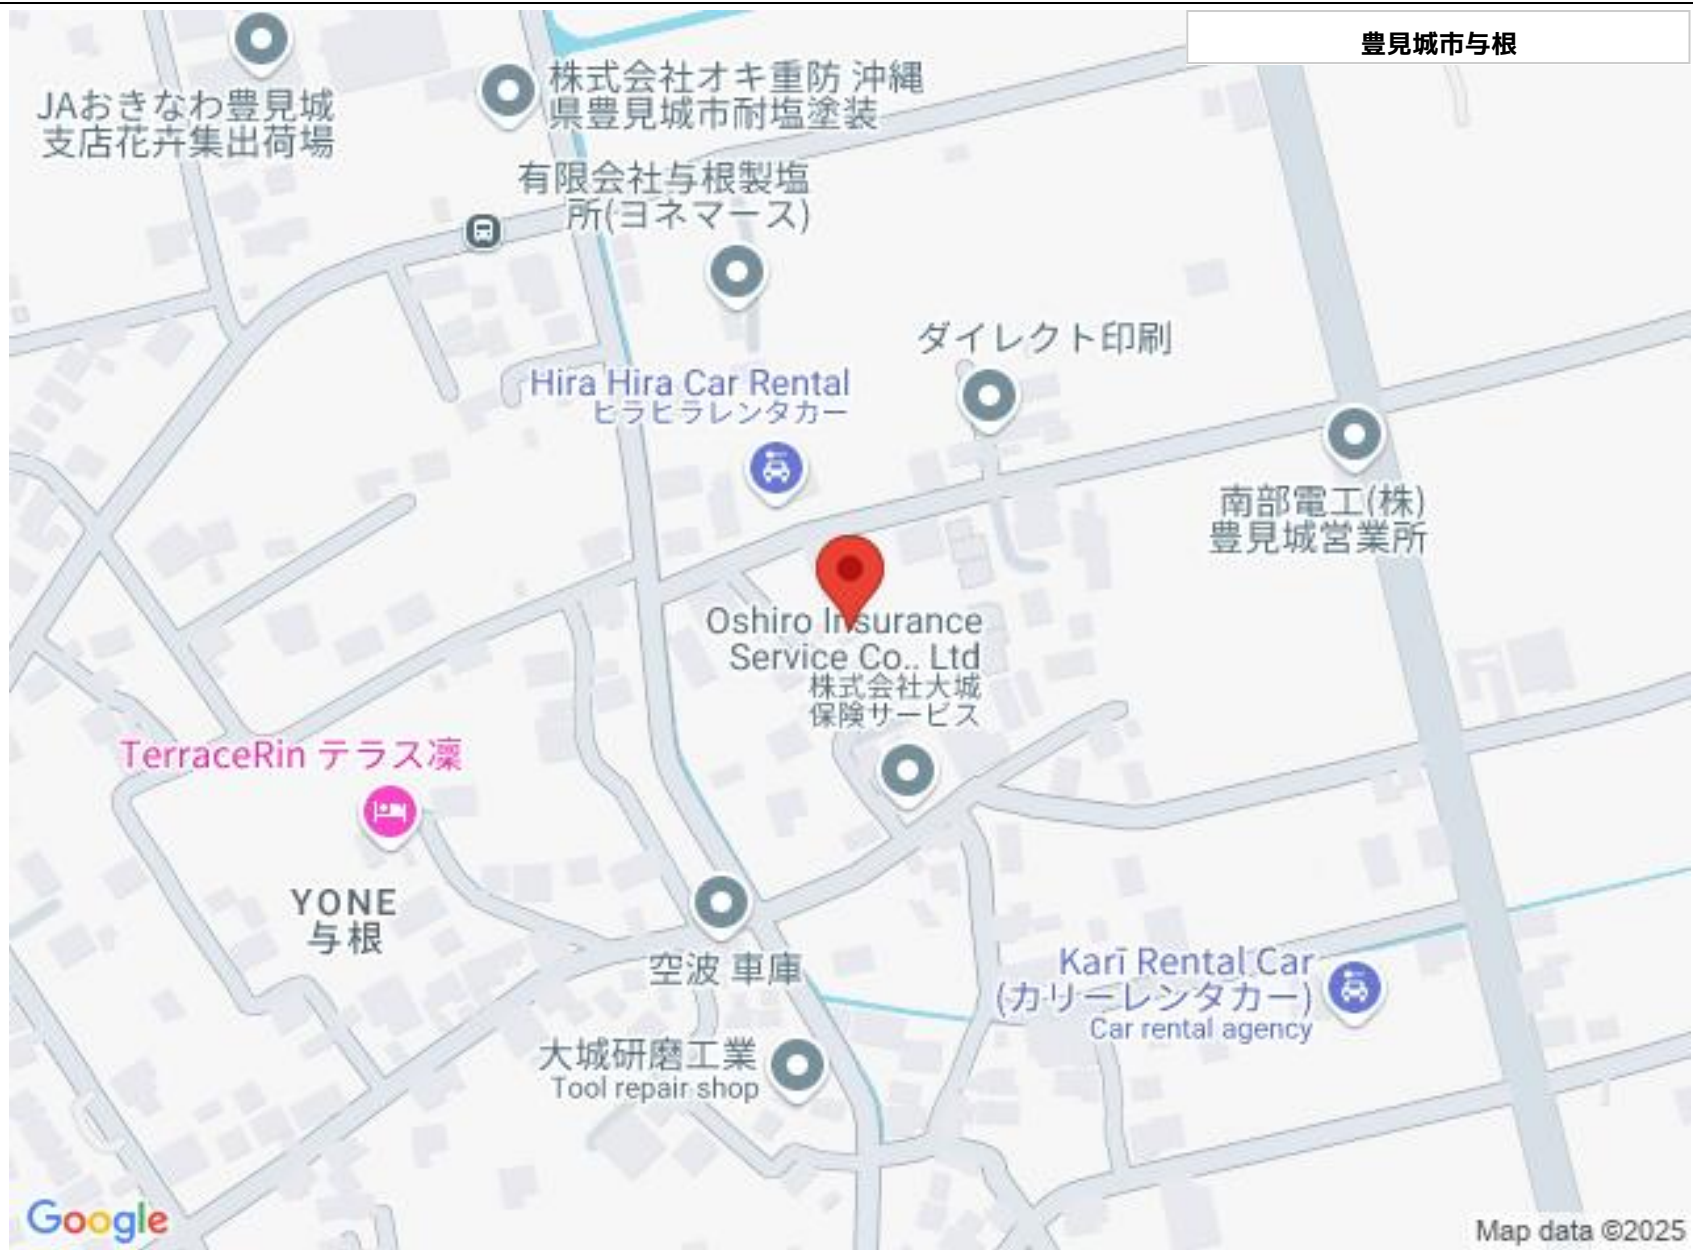 豊見城市与根
JAおきなわ豊見城
支店花卉集出荷場
株式会社オキ重防 沖縄
県豊見城市耐塩塗装
有限会社与根製塩
所(ヨネマース)
ダイレクト印刷
Hira Hira Car Rental
ヒラヒラレンタカー
南部電工(株)
豊見城営業所
Oshiro Insurance
Service Co.. Ltd
株式会社大城
保険サービス
TerraceRin テラス凜
YONE
与根
空波 車庫
Kari Rental Car
(カリーレンタカー)
Car rental agency
大城研磨工業
Tool repair shop
Google
Map data ©2025